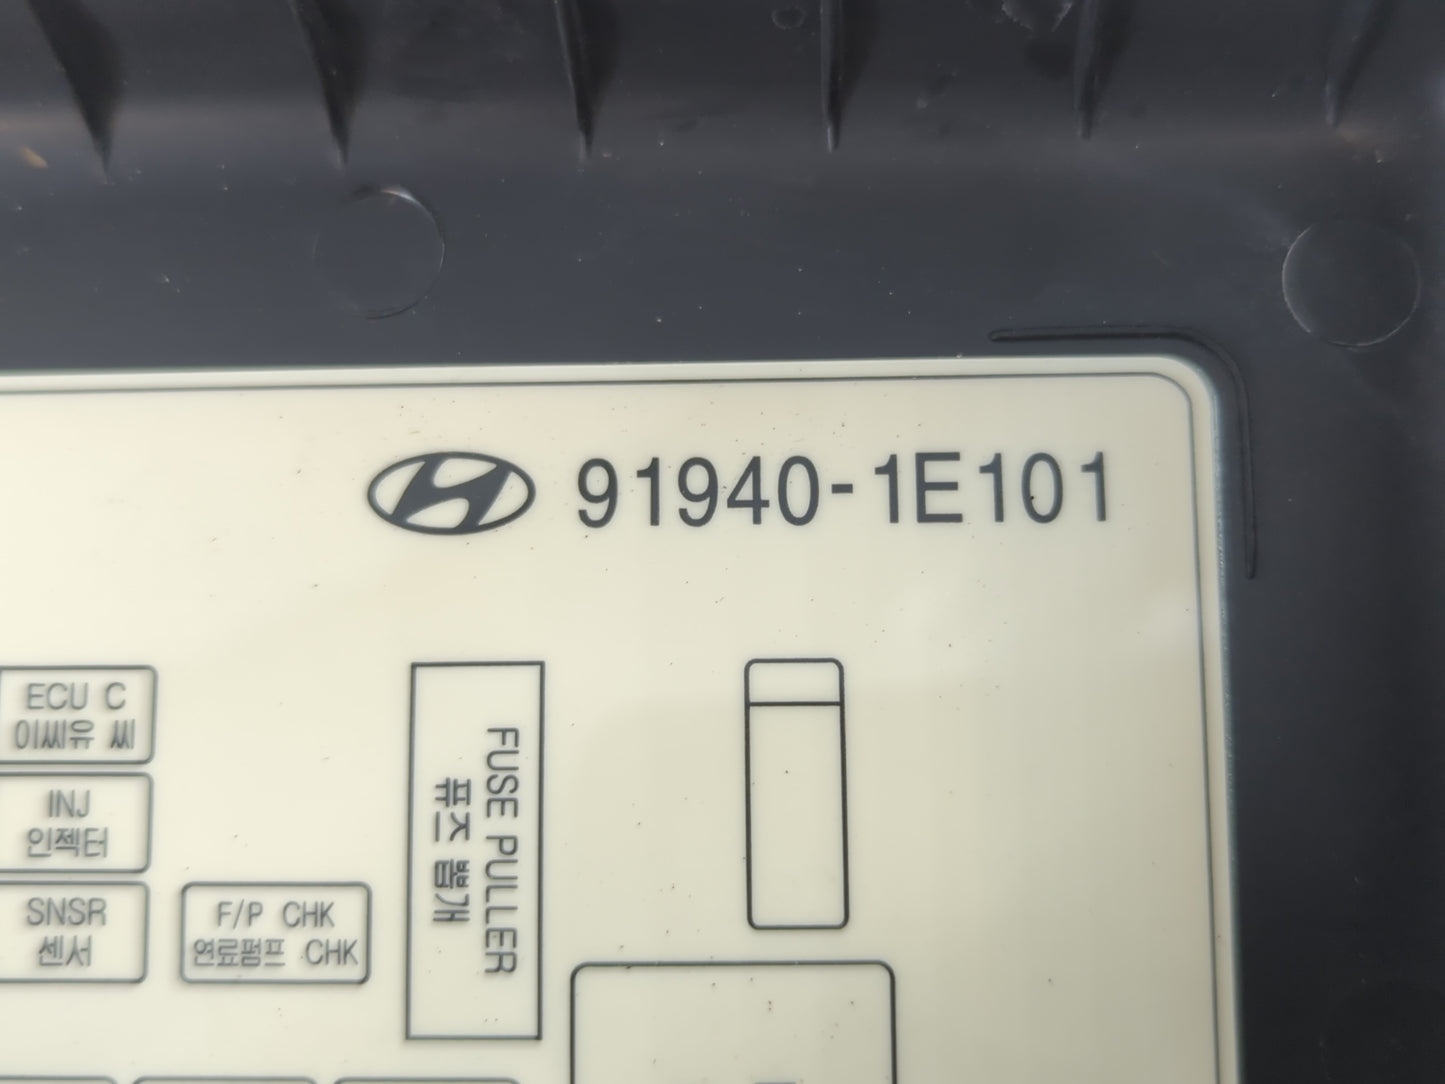 91940-1E101
ECU C
이씨유 씨
INJ
인젝터
SNSR
센서
F/P CHK
연료펌프 CHK
FUSE PULLER
퓨즈 뽑개